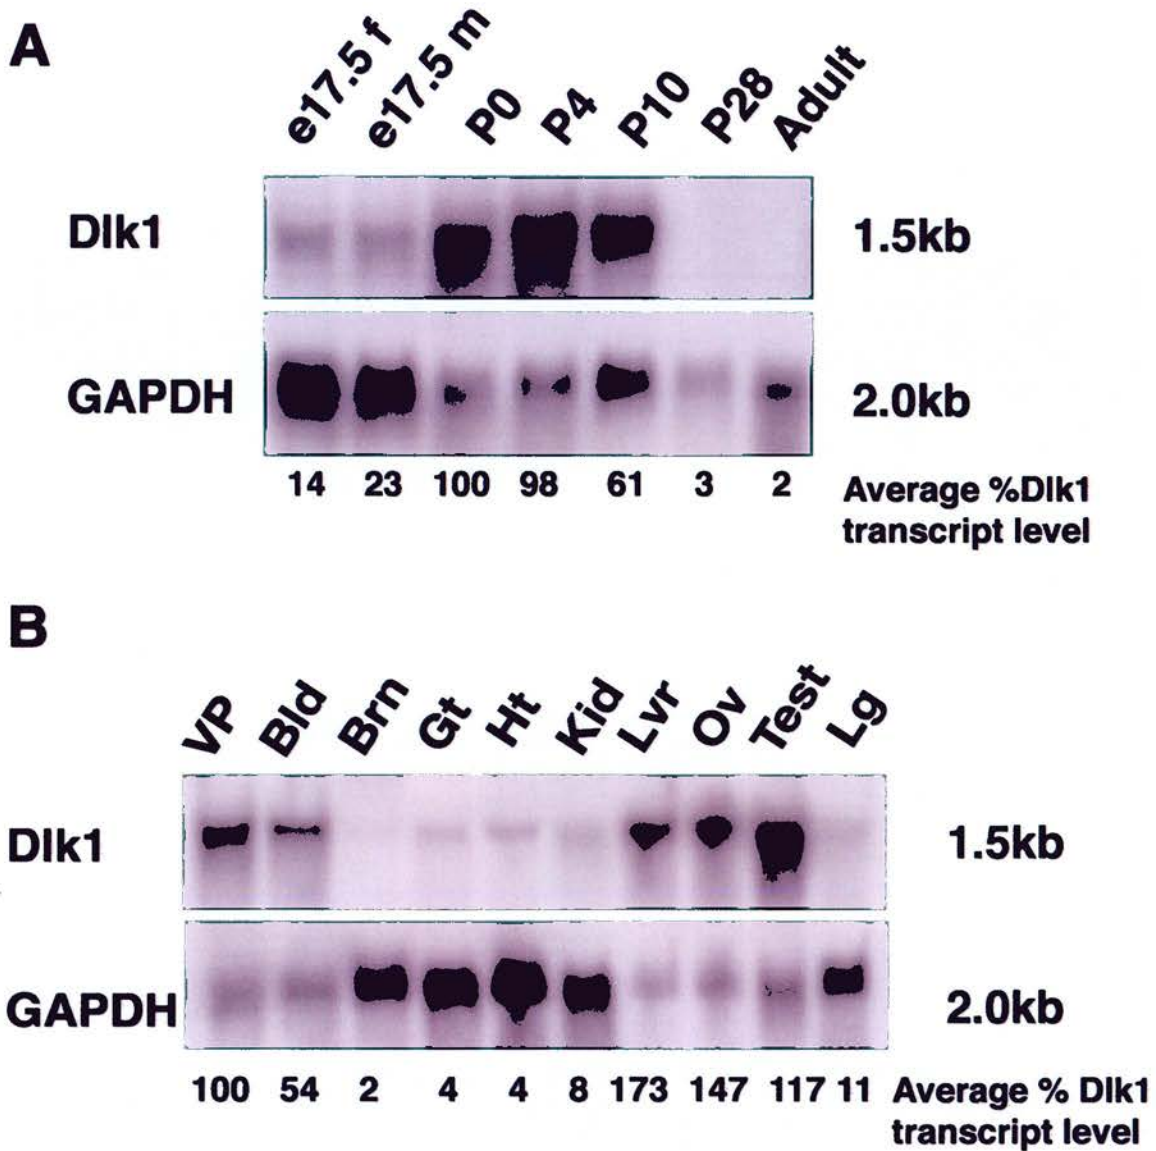 A
e17.5 f e17.5 m P0 P4 P10 P28 Adult
Dlk1 1.5kb
GAPDH 2.0kb
14 23 100 98 61 3 2 Average %Dlk1
transcript level
B
VP Bld Brn Gt Ht Kid Lvr Ov Test Lg
Dlk1 1.5kb
GAPDH 2.0kb
100 54 2 4 4 8 173 147 117 11 Average % Dlk1
transcript level